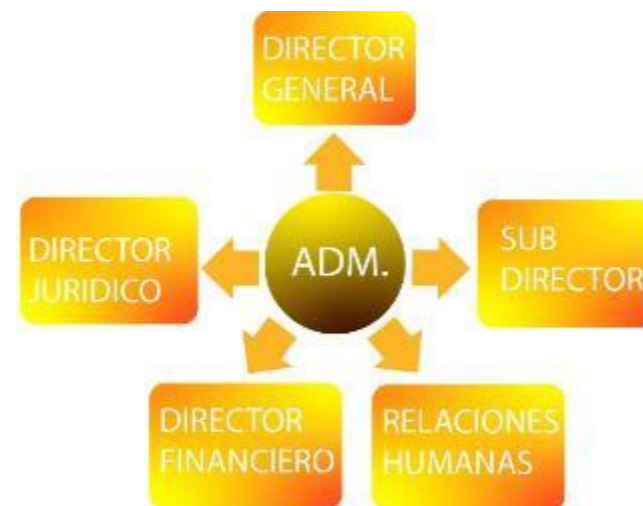 DIRECTOR
GENERAL
DIRECTOR
JURIDICO
ADM.
SUB
DIRECTOR
DIRECTOR
FINANCIERO
RELACIONES
HUMANAS